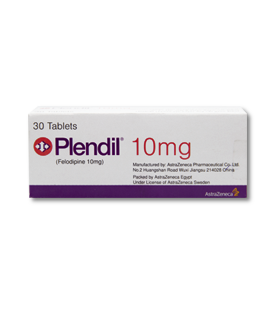 30 Tablets
Plendil® 10mg
(Felodipine 10mg)
Manufactured by: AstraZeneca Pharmaceutical Co.,Ltd.
No.2 Huangshan Road Wuxi Jiangsu 214028
Packed by AstraZeneca Egypt
Under License of AstraZeneca Sweden
AstraZeneca